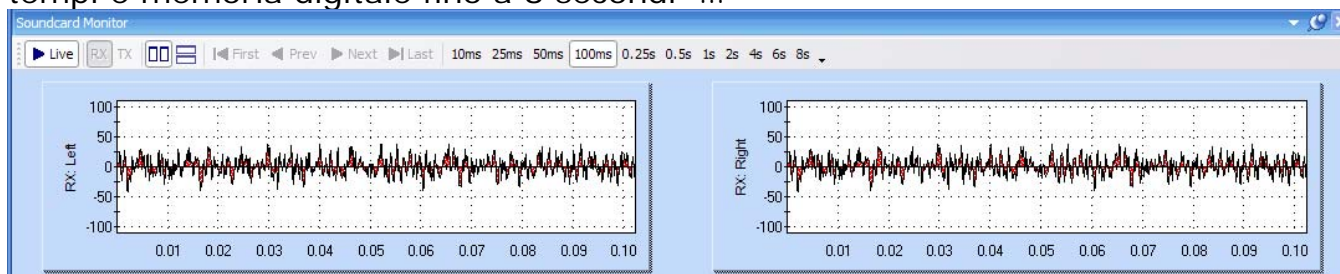 tempi e memoria digitale fino a 8 secondi
Soundcard Monitor
Live RX TX First Prev Next Last 10ms 25ms 50ms 100ms 0.25s 0.5s 1s 2s 4s 6s 8s
100
50
0
-50
-100
RX: Left
0.01 0.02 0.03 0.04 0.05 0.06 0.07 0.08 0.09 0.10
100
50
0
-50
-100
RX: Right
0.01 0.02 0.03 0.04 0.05 0.06 0.07 0.08 0.09 0.10